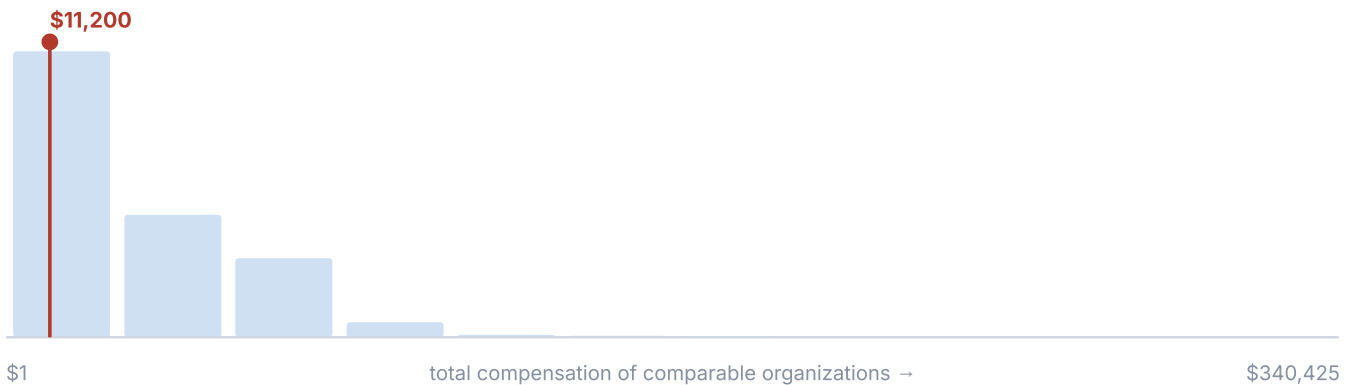 $11,200
$1
total compensation of comparable organizations →
$340,425